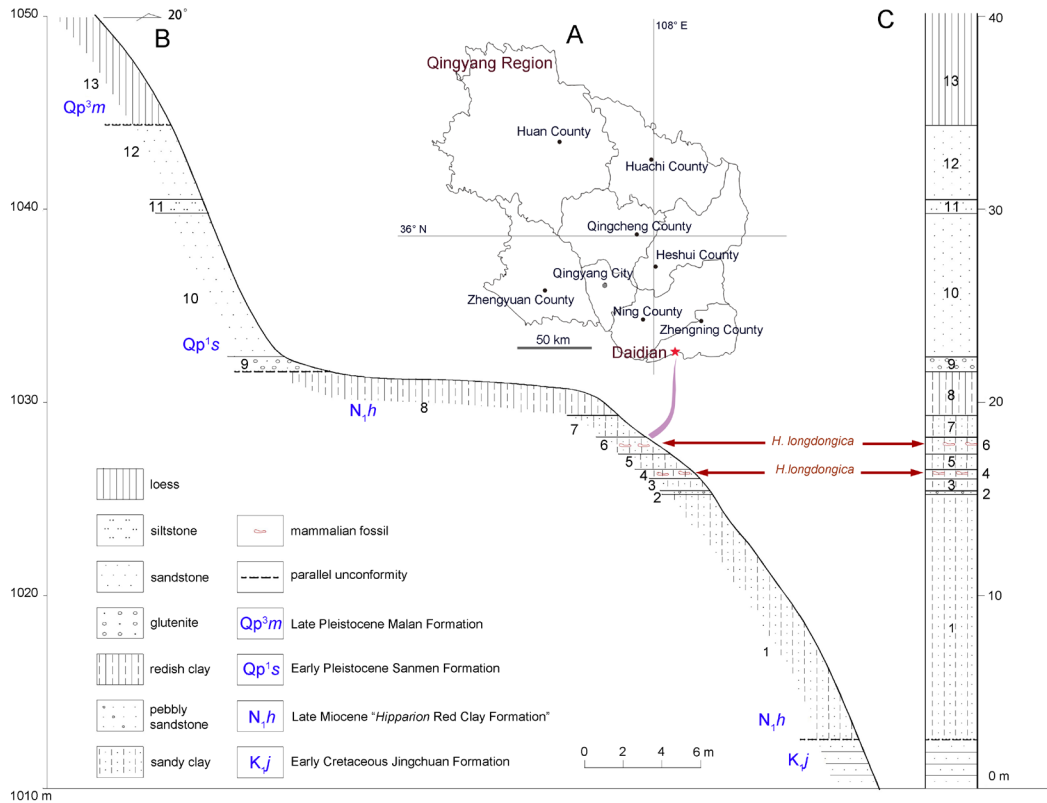 1050
20°
B
13
Qp³m
12
1040
11
10
Qp¹s
9
1030
N₁h
8
7
6
5
4
3
2
1
N₁h
K₁j
1020
1010 m
A
108° E
Qingyang Region
Huan County
Huachi County
Qingcheng County
36° N
Heshui County
Qingyang City
Zhengyuan County
Ning County
Zhengning County
50 km
Daidian
H. longdongica
H.longdongica
C
40
13
12
11
30
10
9
8
20
7
6
5
4
3
2
10
1
0 m
loess
siltstone
sandstone
glutenite
redish clay
pebbly
sandstone
sandy clay
mammalian fossil
parallel unconformity
Qp³m Late Pleistocene Malan Formation
Qp¹s Early Pleistocene Sanmen Formation
N₁h Late Miocene “Hipparion Red Clay Formation”
K₁j Early Cretaceous Jingchuan Formation
0 2 4 6 m